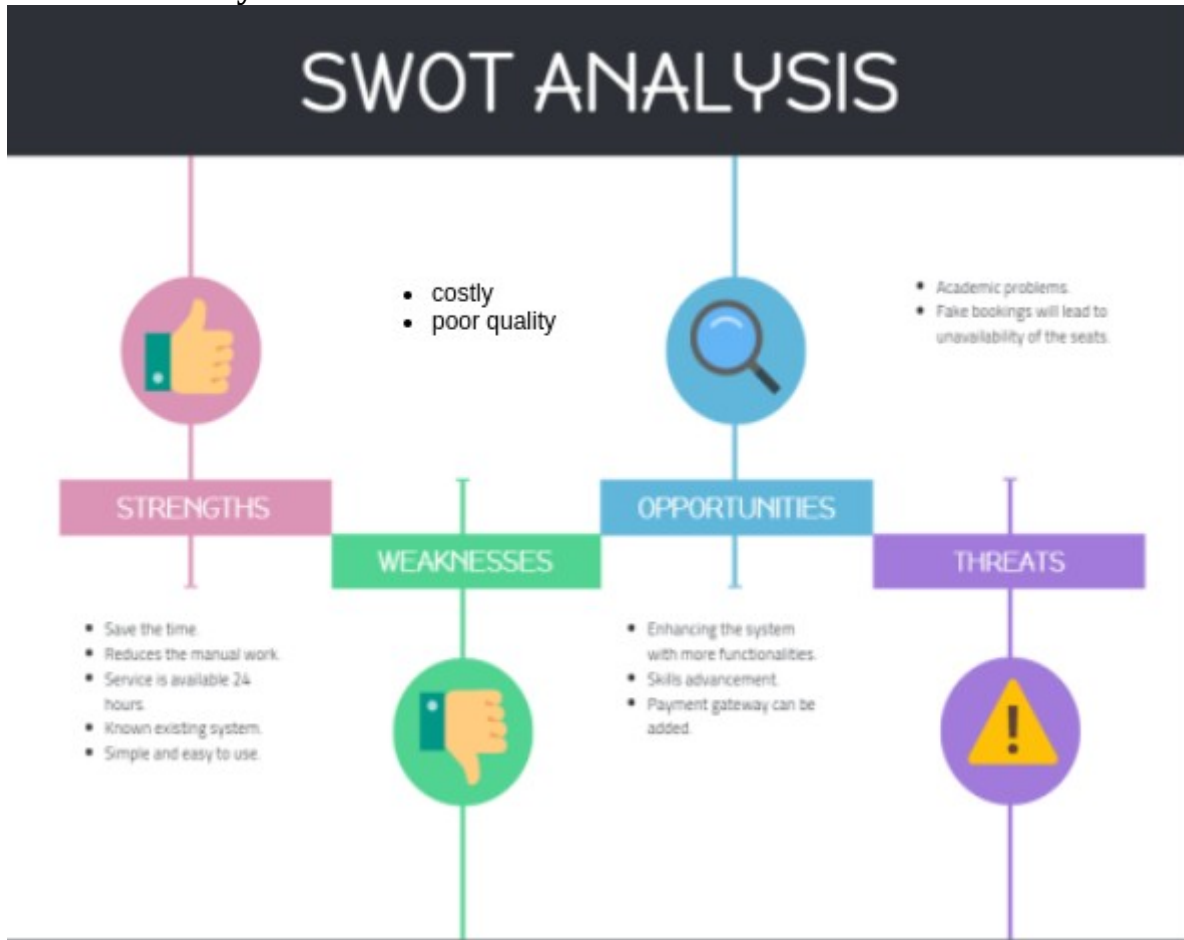 SWOT ANALYSIS
• costly
• poor quality
• Academic problems.
• Fake bookings will lead to
unavailability of the seats.
STRENGTHS
WEAKNESSES
OPPORTUNITIES
THREATS
• Save the time.
• Reduces the manual work.
• Service is available 24
hours.
• Known existing system.
• Simple and easy to use.
• Enhancing the system
with more functionalities.
• Skills advancement.
• Payment gateway can be
added.